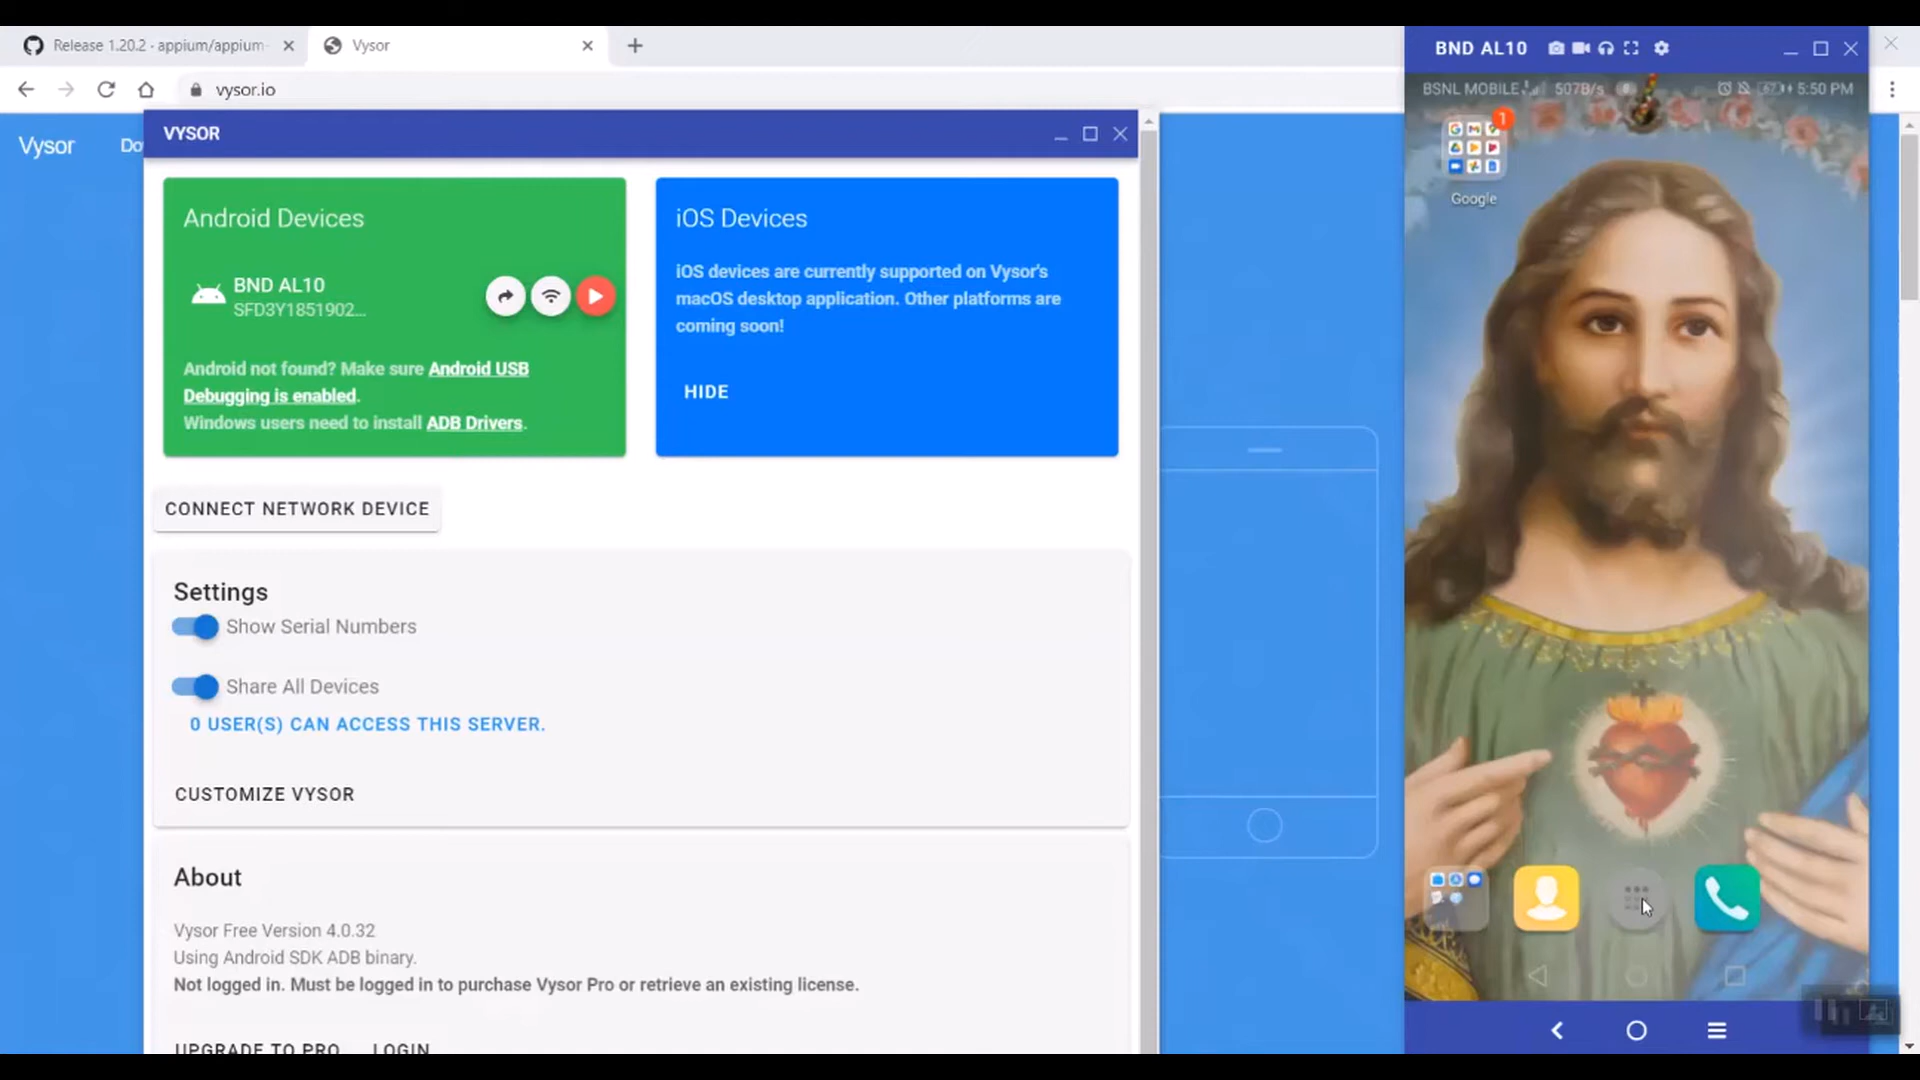 Release 1.20.2 · appium/appium-
Vysor
vysor.io
Vysor
Do
VYSOR
Android Devices
BND AL10
SFD3Y1851902...
Android not found? Make sure Android USB
Debugging is enabled.
Windows users need to install ADB Drivers.
iOS Devices
iOS devices are currently supported on Vysor's
macOS desktop application. Other platforms are
coming soon!
HIDE
CONNECT NETWORK DEVICE
Settings
Show Serial Numbers
Share All Devices
0 USER(S) CAN ACCESS THIS SERVER.
CUSTOMIZE VYSOR
About
Vysor Free Version 4.0.32
Using Android SDK ADB binary.
Not logged in. Must be logged in to purchase Vysor Pro or retrieve an existing license.
UPGRADE TO PRO LOGIN
BND AL10
BSNL MOBILE 507B/s 67 5:50 PM
1
Google